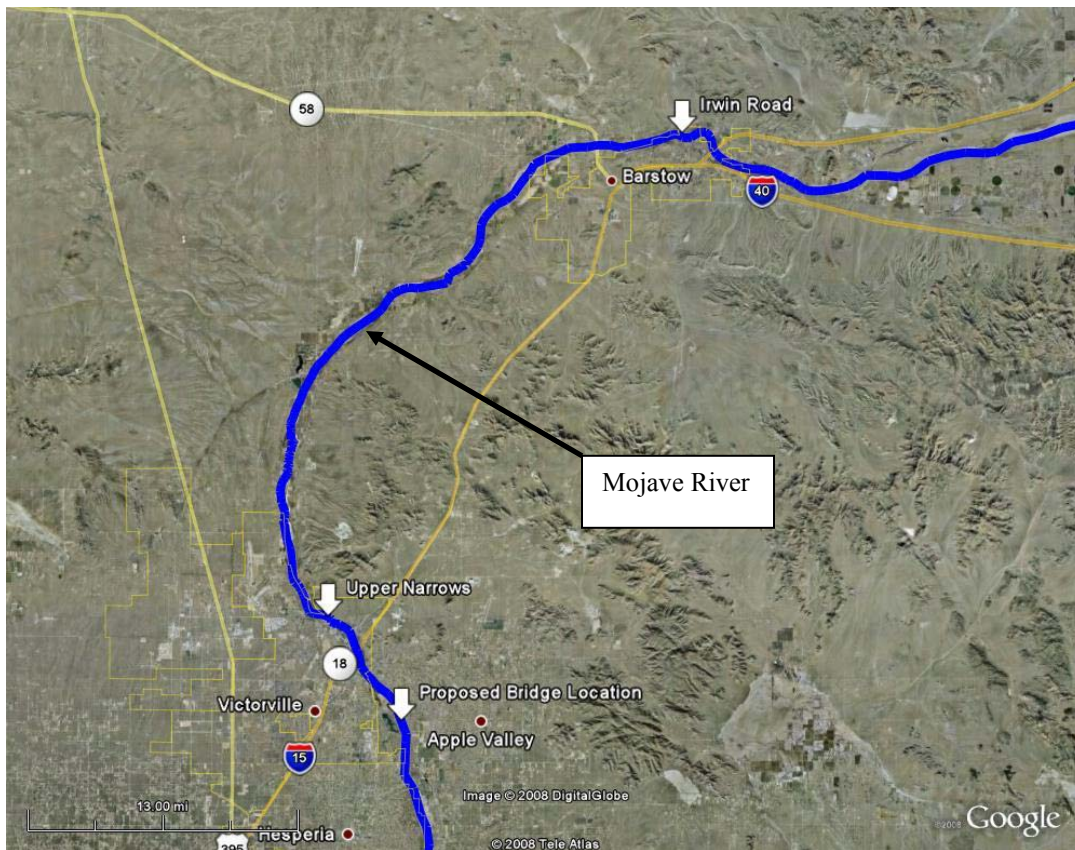 58
Irwin Road
Barstow
40
Mojave River
Upper Narrows
18
Proposed Bridge Location
Victorville
Apple Valley
15
Image © 2008 DigitalGlobe
13.00 mi
Hesperia
395
© 2008 Tele Atlas
©2008 Google